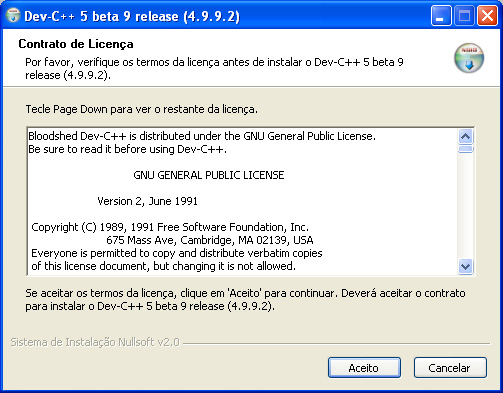 Dev-C++ 5 beta 9 release (4.9.9.2)
Contrato de Licença
Por favor, verifique os termos da licença antes de instalar o Dev-C++ 5 beta 9
release (4.9.9.2).
Tecle Page Down para ver o restante da licença.
Bloodshed Dev-C++ is distributed under the GNU General Public License.
Be sure to read it before using Dev-C++.
GNU GENERAL PUBLIC LICENSE
Version 2, June 1991
Copyright (C) 1989, 1991 Free Software Foundation, Inc.
675 Mass Ave, Cambridge, MA 02139, USA
Everyone is permitted to copy and distribute verbatim copies
of this license document, but changing it is not allowed.
Se aceitar os termos da licença, clique em 'Aceito' para continuar. Deverá aceitar o contrato
para instalar o Dev-C++ 5 beta 9 release (4.9.9.2).
Sistema de Instalação Nullsoft v2.0
Aceito
Cancelar